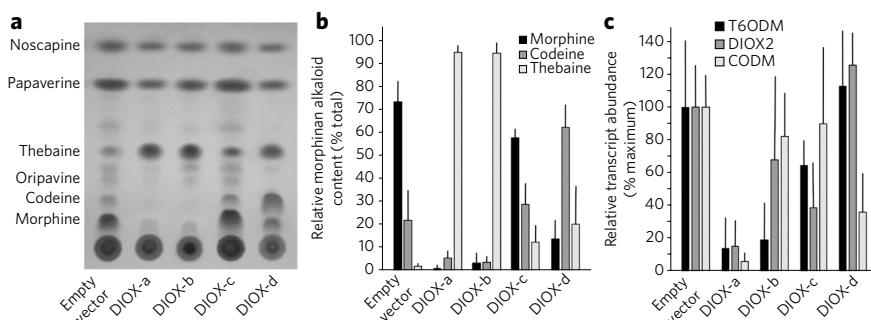 a
Noscapine
Papaverine
Thebaine
Oripavine
Codeine
Morphine
Empty
vector
DIOX-a
DIOX-b
DIOX-c
DIOX-d
b
Relative morphinan alkaloid
content (% total)
100
90
80
70
60
50
40
30
20
10
0
Morphine
Codeine
Thebaine
Empty
vector
DIOX-a
DIOX-b
DIOX-c
DIOX-d
c
Relative transcript abundance
(% maximum)
140
120
100
80
60
40
20
0
T6ODM
DIOX2
CODM
Empty
vector
DIOX-a
DIOX-b
DIOX-c
DIOX-d